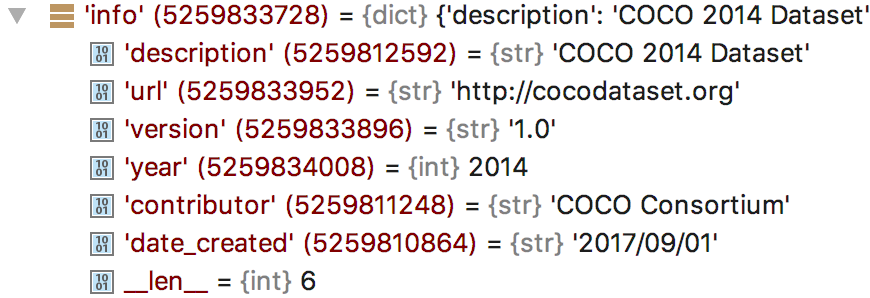 'info' (5259833728) = {dict} {'description': 'COCO 2014 Dataset'
'description' (5259812592) = {str} 'COCO 2014 Dataset'
'url' (5259833952) = {str} 'http://cocodataset.org'
'version' (5259833896) = {str} '1.0'
'year' (5259834008) = {int} 2014
'contributor' (5259811248) = {str} 'COCO Consortium'
'date_created' (5259810864) = {str} '2017/09/01'
__len__ = {int} 6